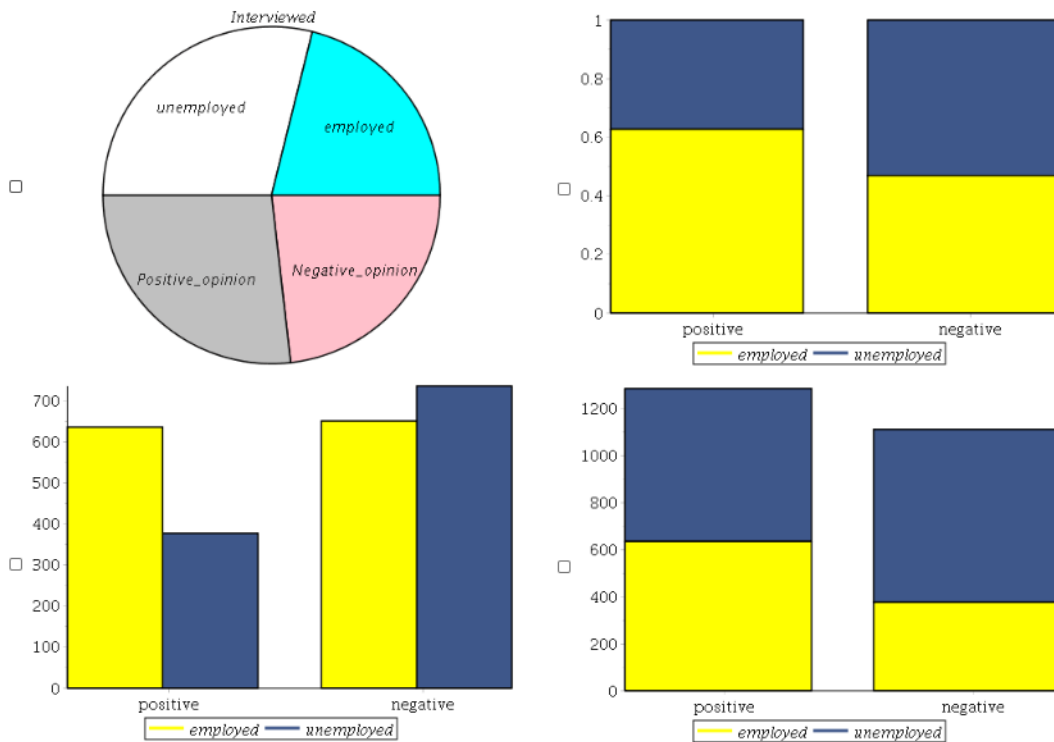 Interviewed
unemployed
employed
Positive_opinion
Negative_opinion
1
0.8
0.6
0.4
0.2
0
positive negative
employed unemployed
700
600
500
400
300
200
100
0
positive negative
employed unemployed
1200
1000
800
600
400
200
0
positive negative
employed unemployed